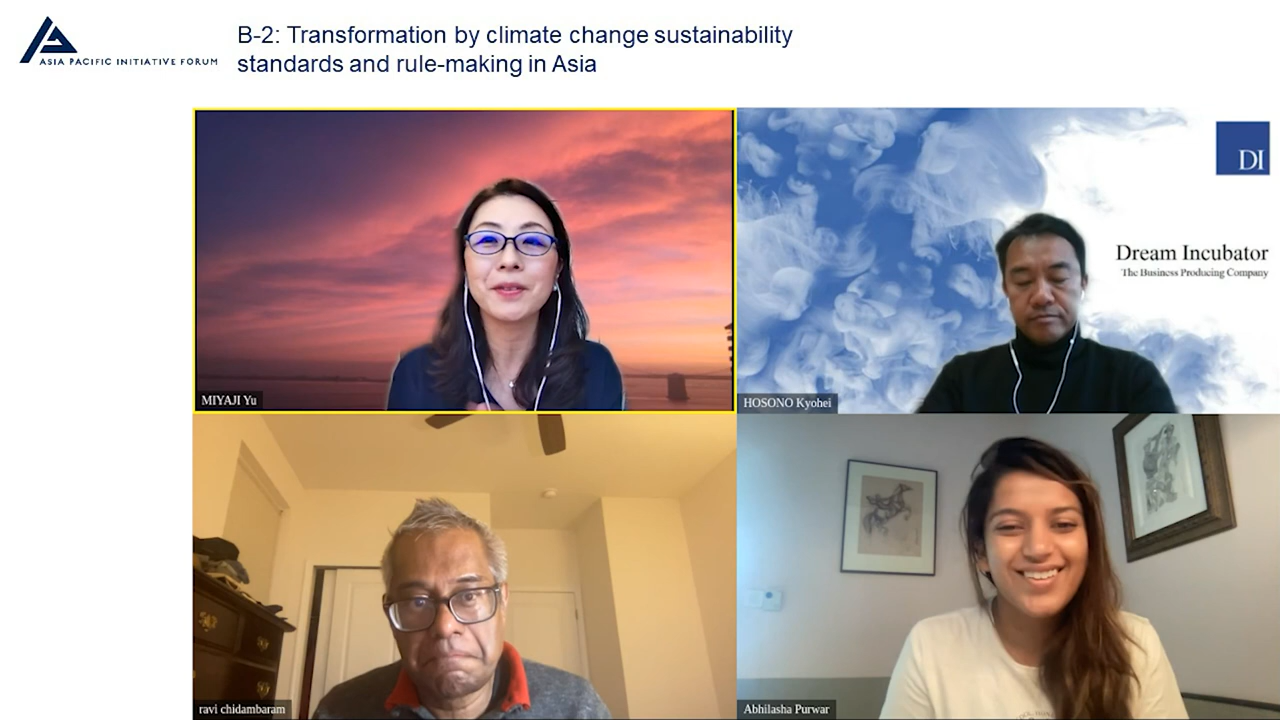 ASIA PACIFIC INITIATIVE FORUM
B-2: Transformation by climate change sustainability
standards and rule-making in Asia
DI
Dream Incubator
The Business Producing Company
MIYAJI Yu
HOSONO Kyohei
ravi chidambaram
Abhilasha Purwar